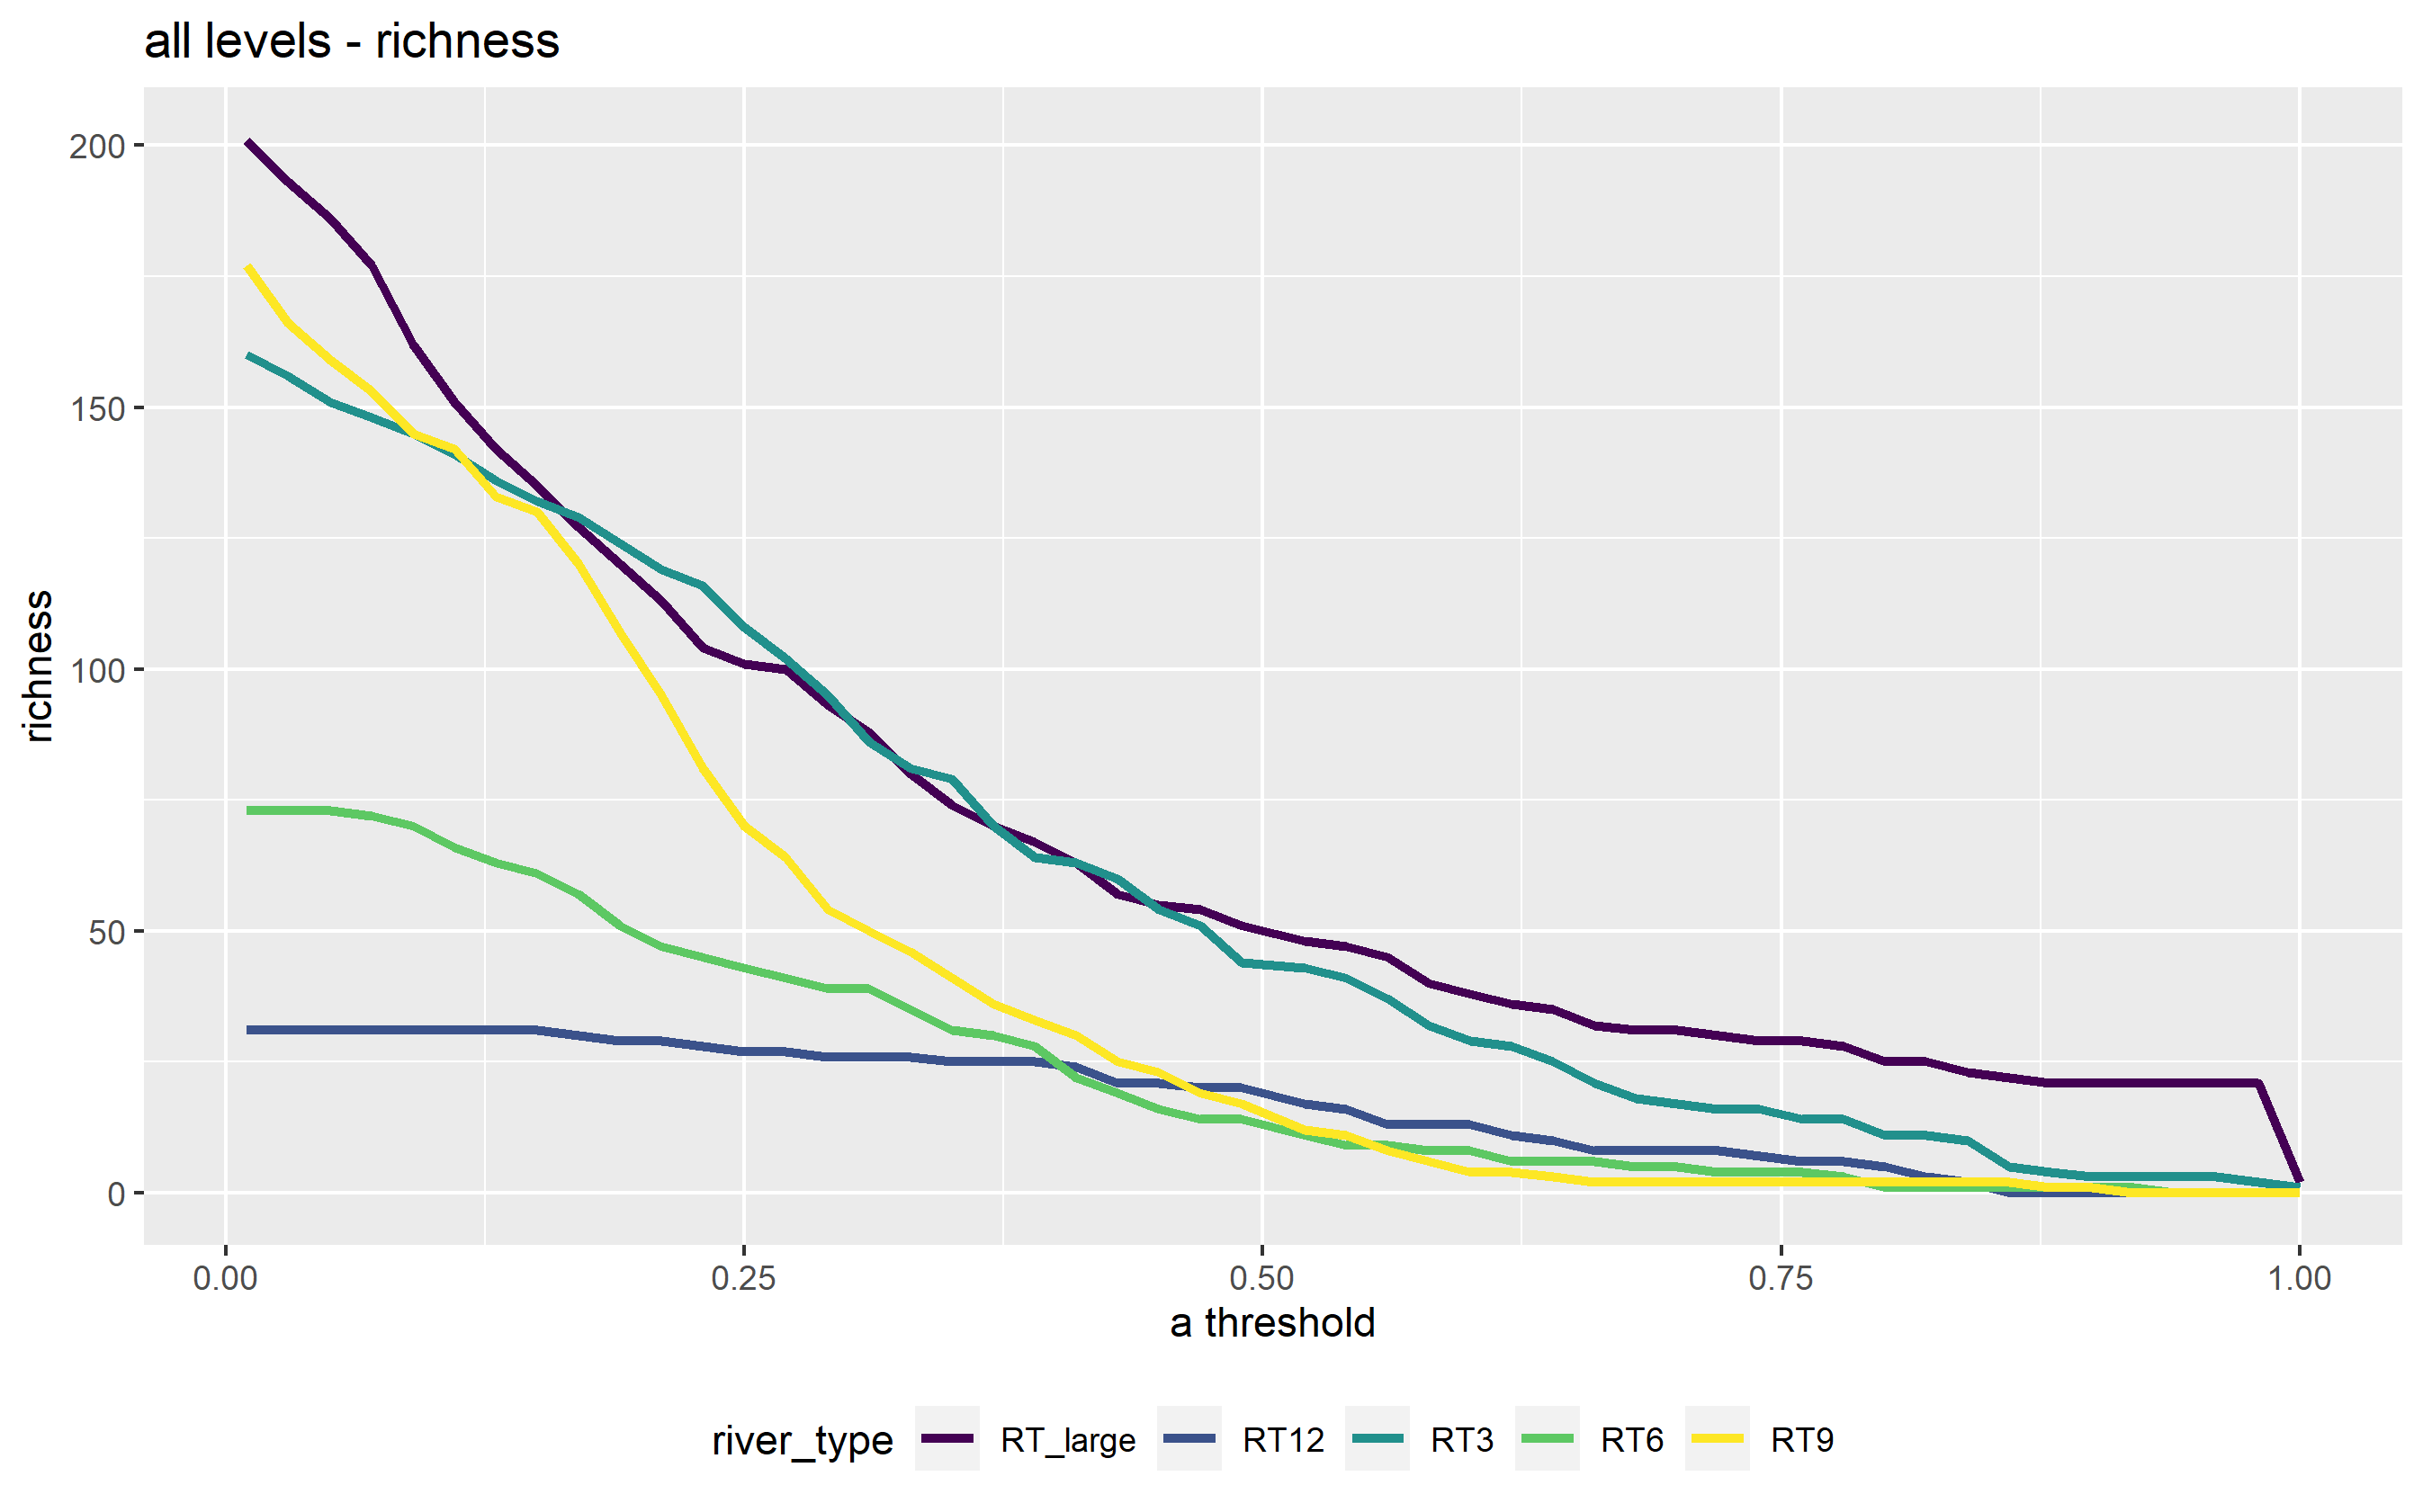 all levels - richness
200
150
100
50
0
richness
0.00 0.25 0.50 0.75 1.00
a threshold
river_type RT_large RT12 RT3 RT6 RT9